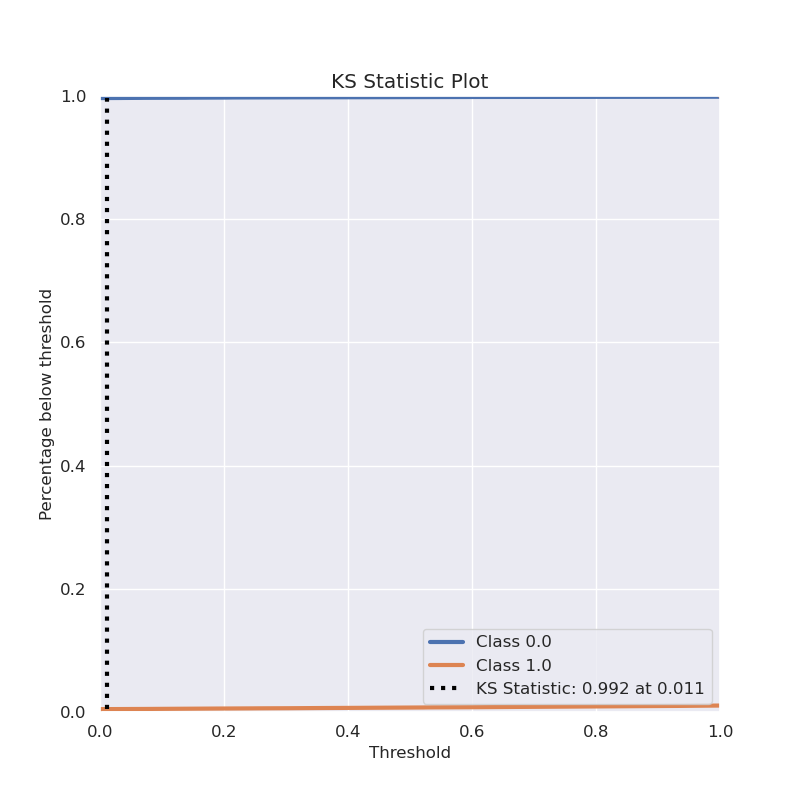 KS Statistic Plot
1.0
0.8
0.6
0.4
0.2
0.0
Percentage below threshold
Class 0.0
Class 1.0
KS Statistic: 0.992 at 0.011
0.0 0.2 0.4 0.6 0.8 1.0
Threshold